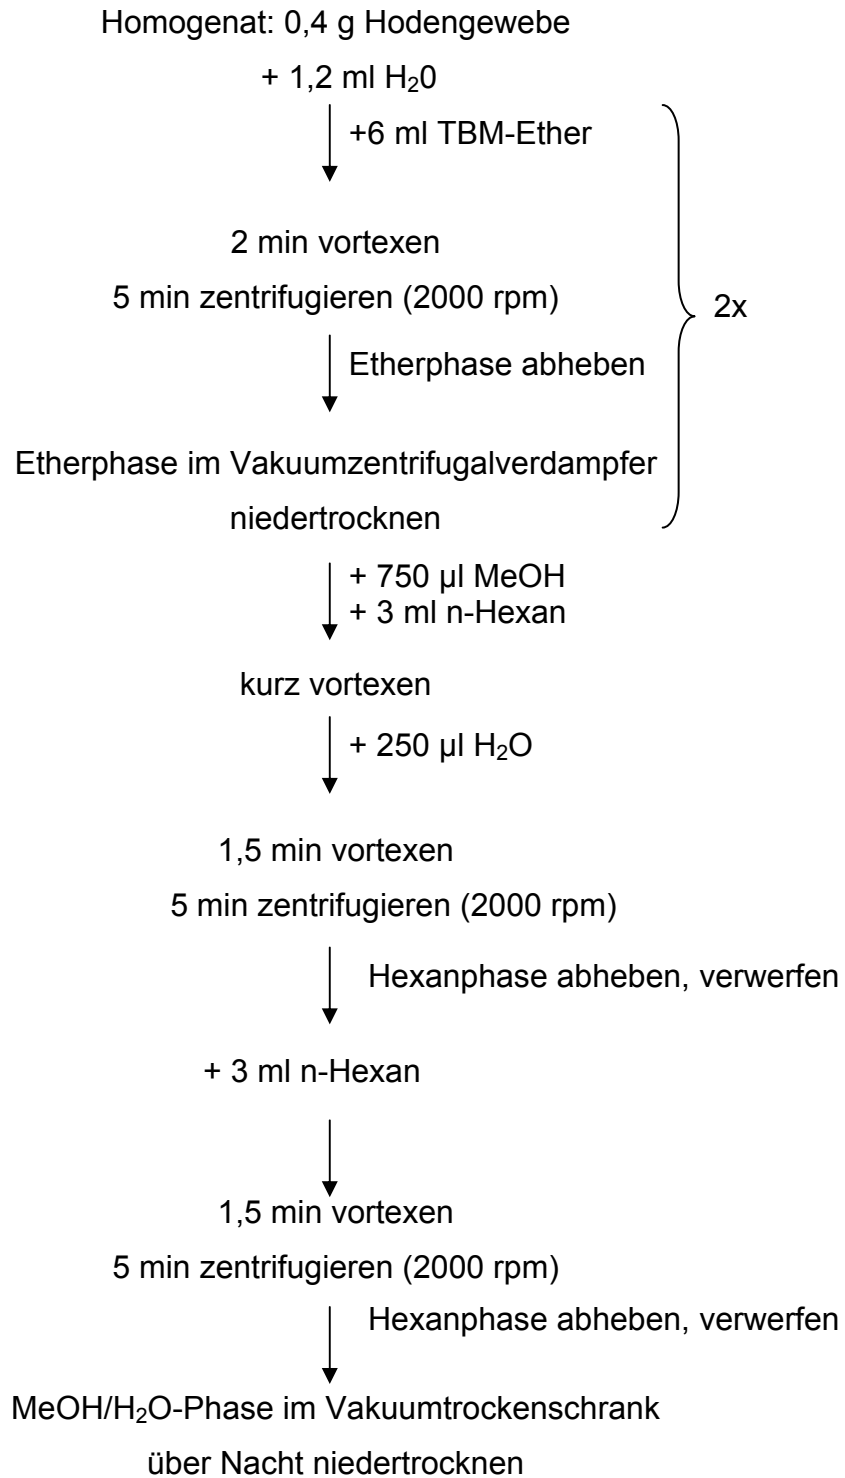 Homogenat: 0,4 g Hodengewebe
+ 1,2 ml H₂0
+6 ml TBM-Ether
2 min vortexen
5 min zentrifugieren (2000 rpm)
2x
Etherphase abheben
Etherphase im Vakuumzentrifugalverdampfer
niedertrocknen
+ 750 µl MeOH
+ 3 ml n-Hexan
kurz vortexen
+ 250 µl H₂O
1,5 min vortexen
5 min zentrifugieren (2000 rpm)
Hexanphase abheben, verwerfen
+ 3 ml n-Hexan
1,5 min vortexen
5 min zentrifugieren (2000 rpm)
Hexanphase abheben, verwerfen
MeOH/H₂O-Phase im Vakuumtrockenschrank
über Nacht niedertrocknen